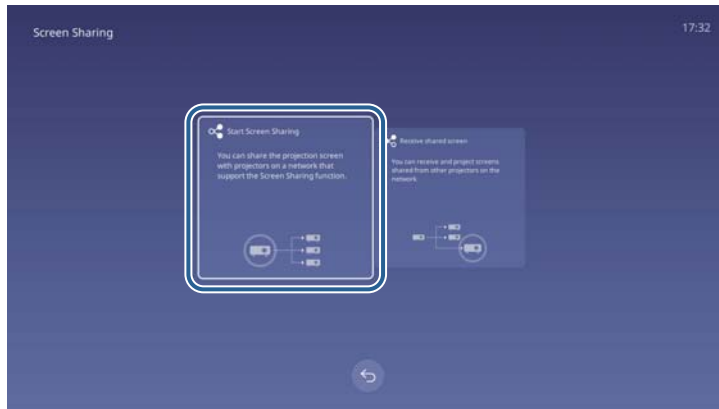 Screen Sharing
17:32
Start Screen Sharing
You can share the projection screen
with projectors on a network that
support the Screen Sharing function.
Receive shared screen
You can receive and project screens
shared from other projectors on the
network.